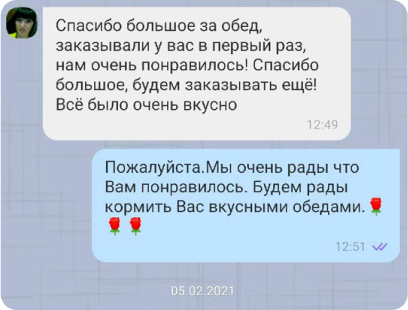 Спасибо большое за обед,
заказывали у вас в первый раз,
нам очень понравилось! Спасибо
большое, будем заказывать ещё!
Всё было очень вкусно
12:49
Пожалуйста.Мы очень рады что
Вам понравилось. Будем рады
кормить Вас вкусными обедами.🌹
🌹🌹
12:51
05.02.2021